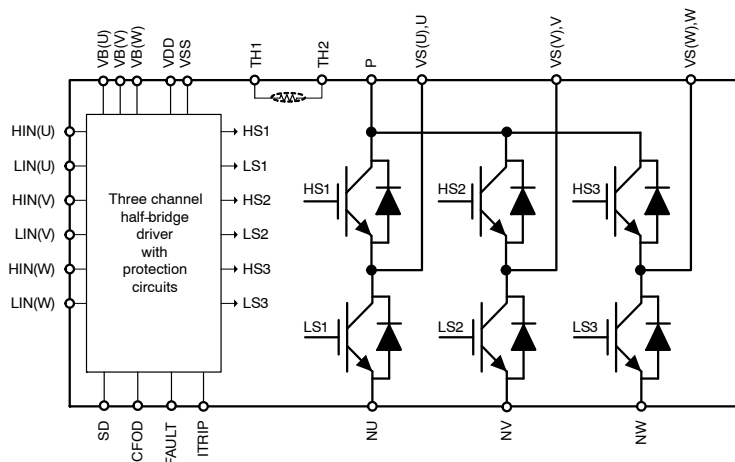 VB(U)
VB(V)
VB(W)
VDD
VSS
TH1
TH2
P
VS(U),U
VS(V),V
VS(W),W
HIN(U)
LIN(U)
HIN(V)
LIN(V)
HIN(W)
LIN(W)
Three channel
half-bridge
driver
with
protection
circuits
HS1
LS1
HS2
LS2
HS3
LS3
HS1
HS2
HS3
LS1
LS2
LS3
SD
CFOD
FAULT
ITRIP
NU
NV
NW